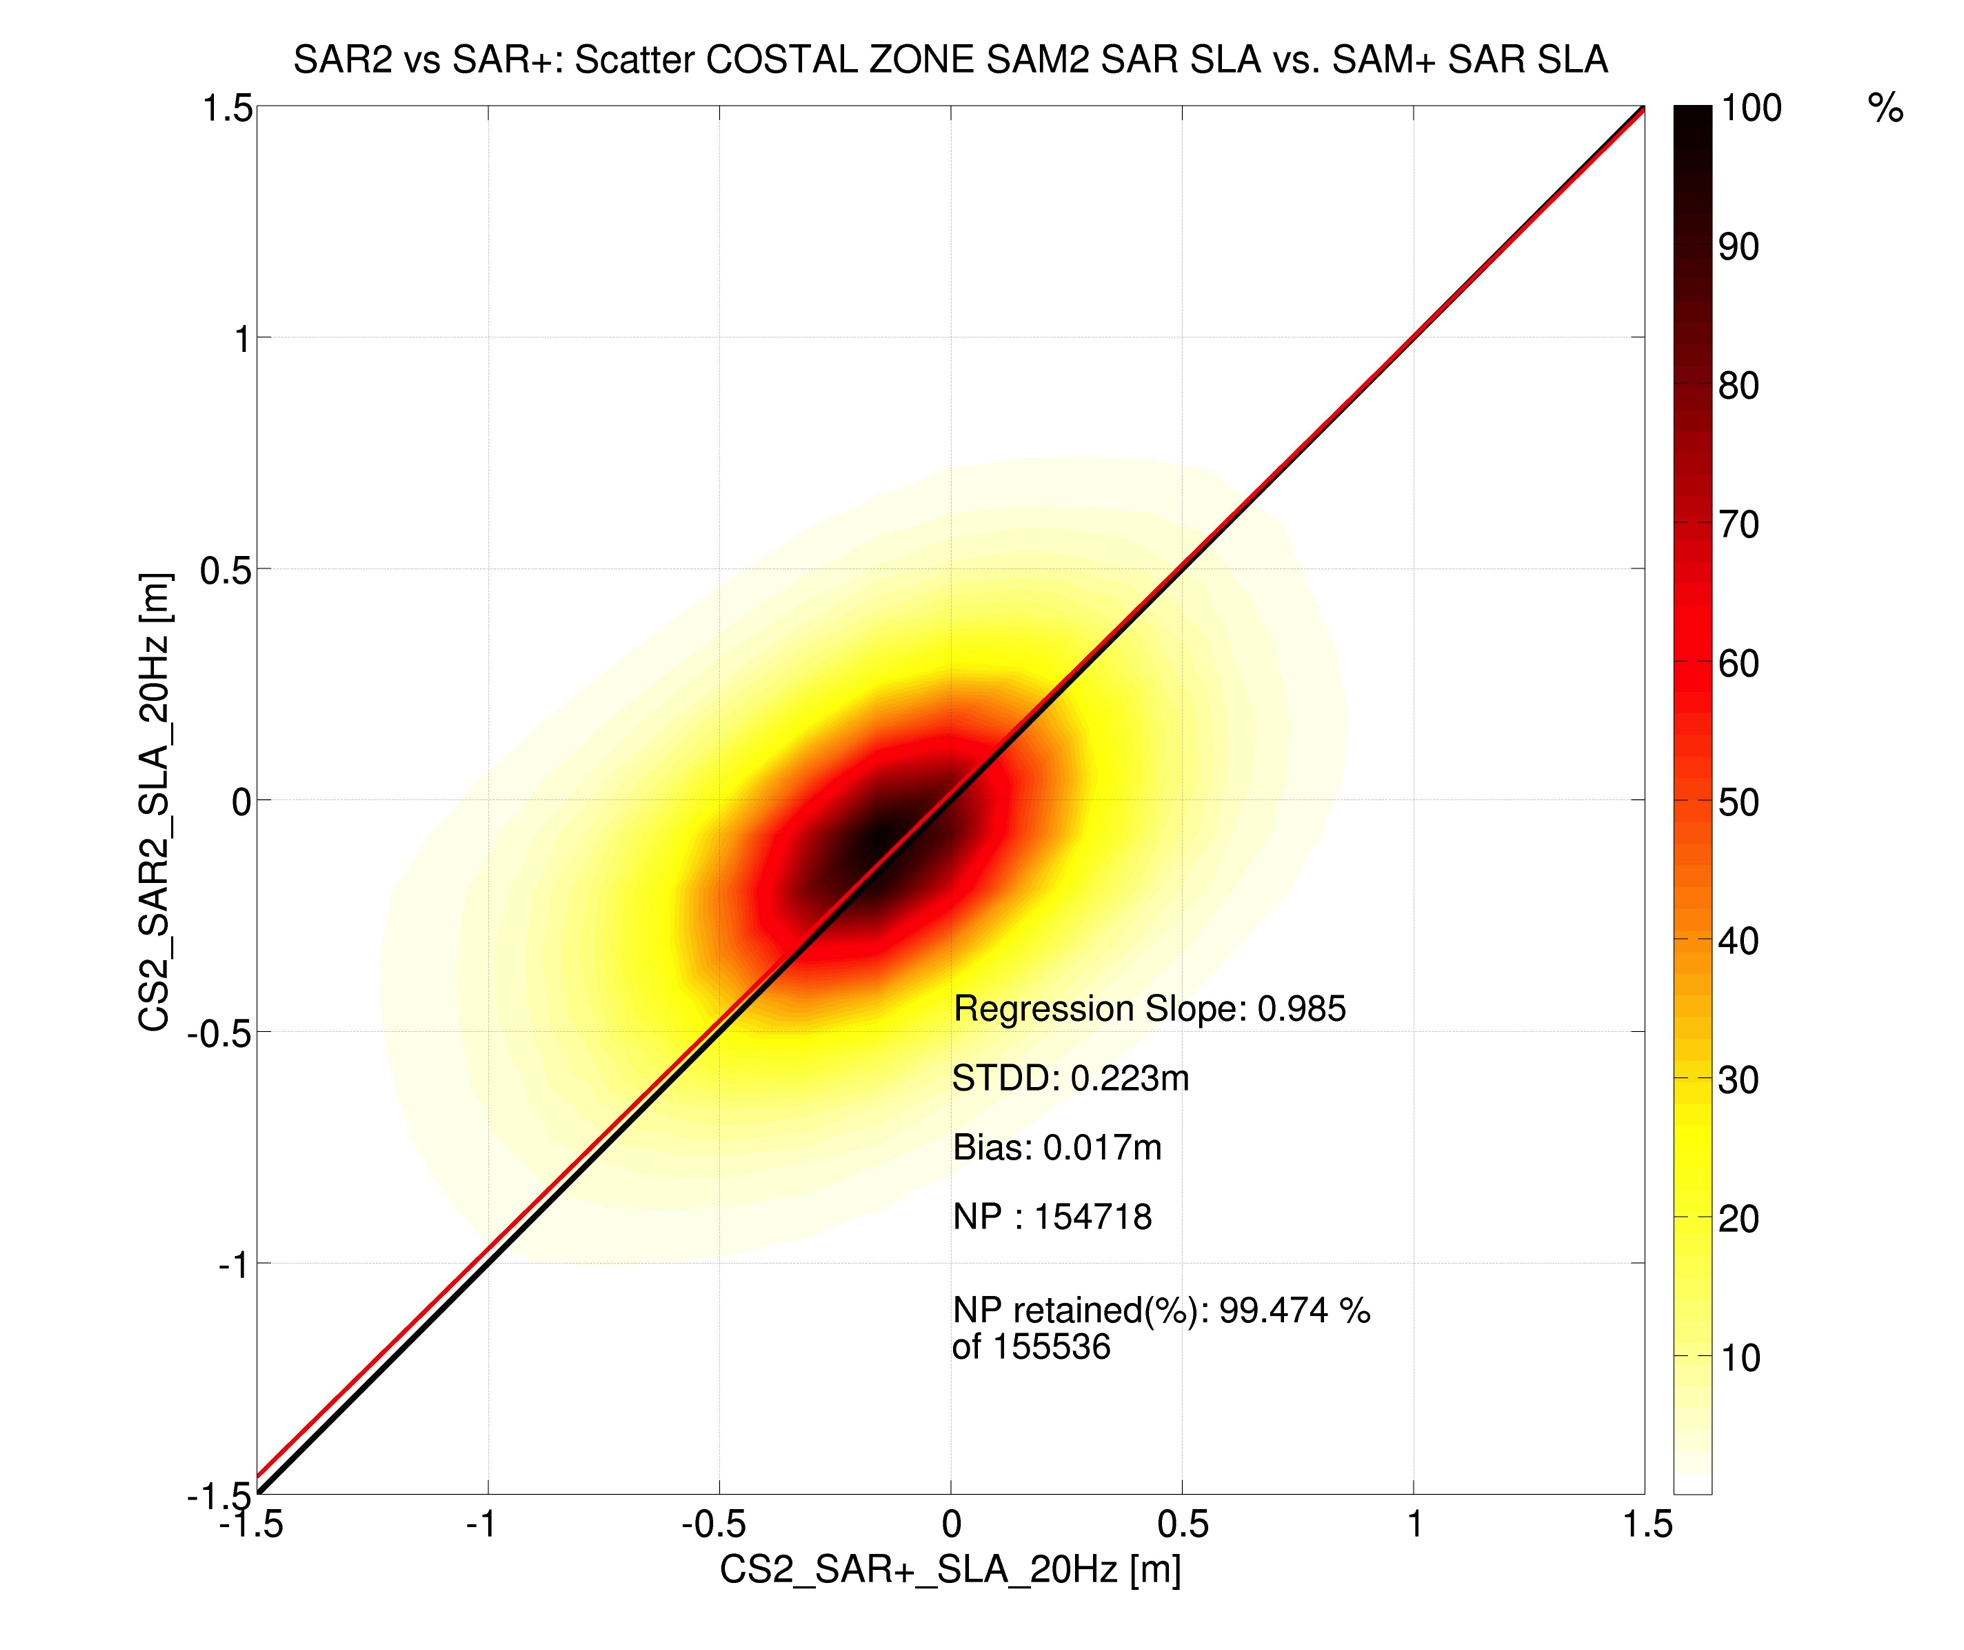 SAR2 vs SAR+: Scatter COSTAL ZONE SAM2 SAR SLA vs. SAM+ SAR SLA
1.5
1
0.5
0
-0.5
-1
-1.5
CS2_SAR2_SLA_20Hz [m]
Regression Slope: 0.985
STDD: 0.223m
Bias: 0.017m
NP : 154718
NP retained(%): 99.474 %
of 155536
-1.5 -1 -0.5 0 0.5 1 1.5
CS2_SAR+_SLA_20Hz [m]
100 %
90
80
70
60
50
40
30
20
10